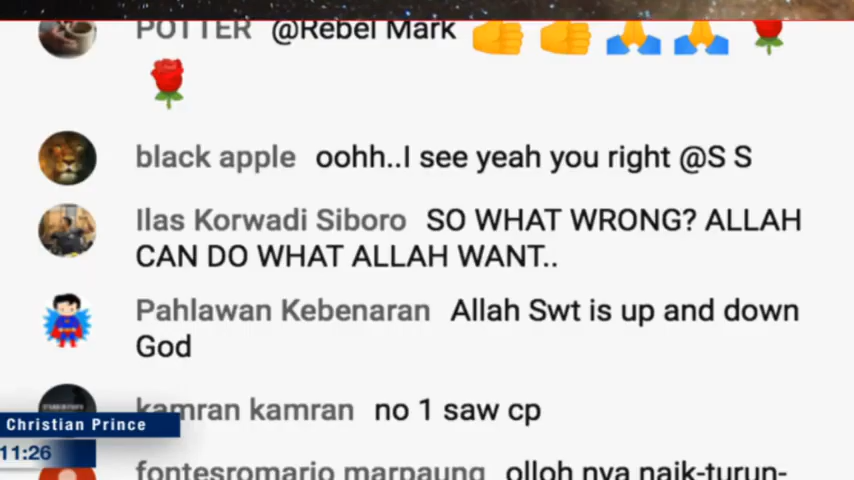 POTTER @Rebel Mark
black apple oohh..I see yeah you right @S S
Ilas Korwadi Siboro SO WHAT WRONG? ALLAH
CAN DO WHAT ALLAH WANT..
Pahlawan Kebenaran Allah Swt is up and down
God
kamran kamran no 1 saw cp
Christian Prince
11:26
fontesromario marpaung olloh nya naik-turun-